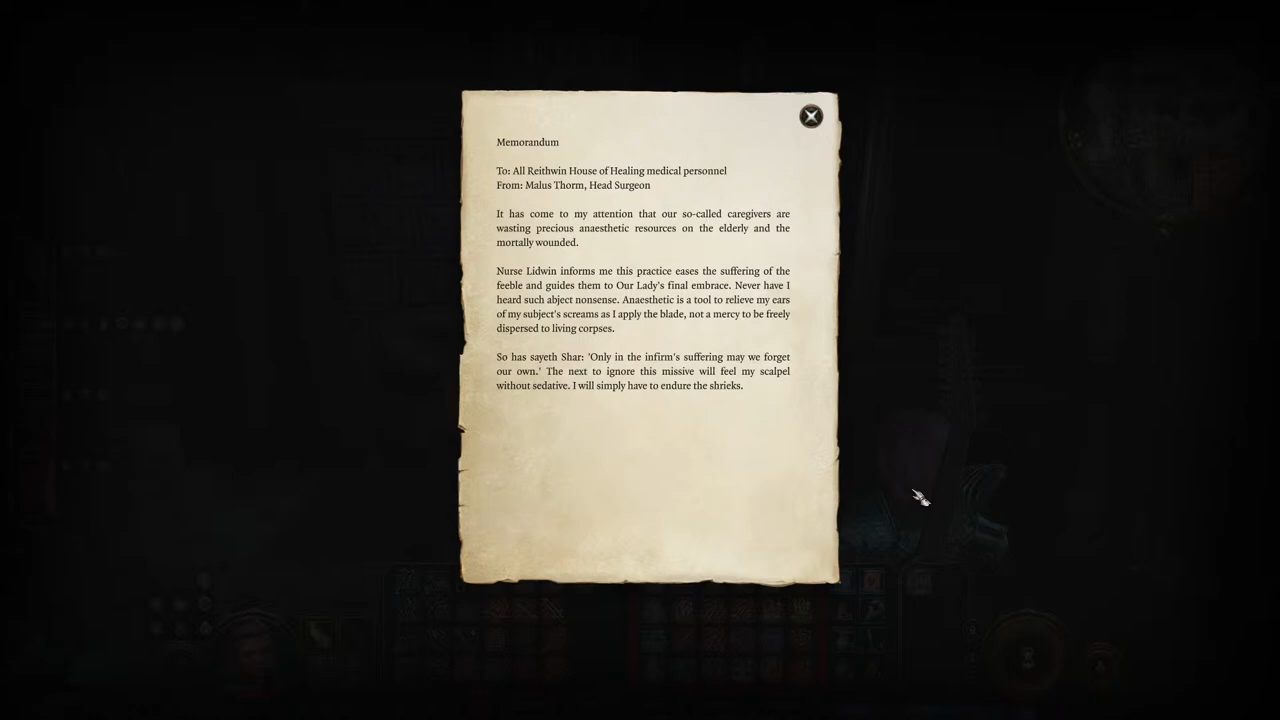 Memorandum
To: All Reithwin House of Healing medical personnel
From: Malus Thorm, Head Surgeon
It has come to my attention that our so-called caregivers are
wasting precious anaesthetic resources on the elderly and the
mortally wounded.
Nurse Lidwin informs me this practice eases the suffering of the
feeble and guides them to Our Lady's final embrace. Never have I
heard such abject nonsense. Anaesthetic is a tool to relieve my ears
of my subject's screams as I apply the blade, not a mercy to be freely
dispersed to living corpses.
So has sayeth Shar: 'Only in the infirm's suffering may we forget
our own.' The next to ignore this missive will feel my scalpel
without sedative. I will simply have to endure the shrieks.